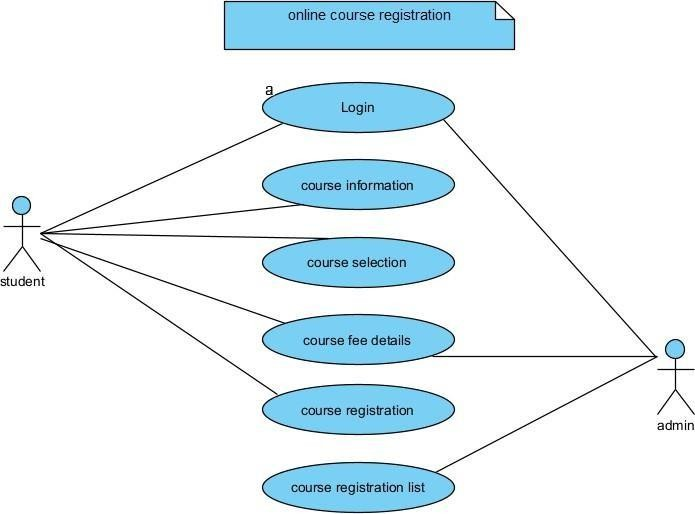 online course registration
a
Login
course information
course selection
student
course fee details
course registration
admin
course registration list